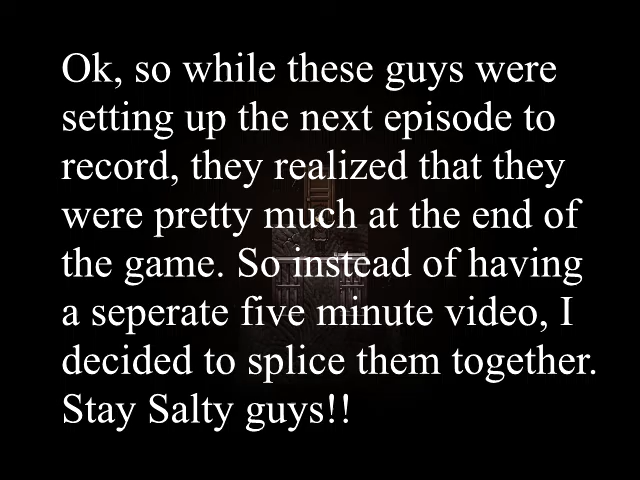 Ok, so while these guys were
setting up the next episode to
record, they realized that they
were pretty much at the end of
the game. So instead of having
a seperate five minute video, I
decided to splice them together.
Stay Salty guys!!